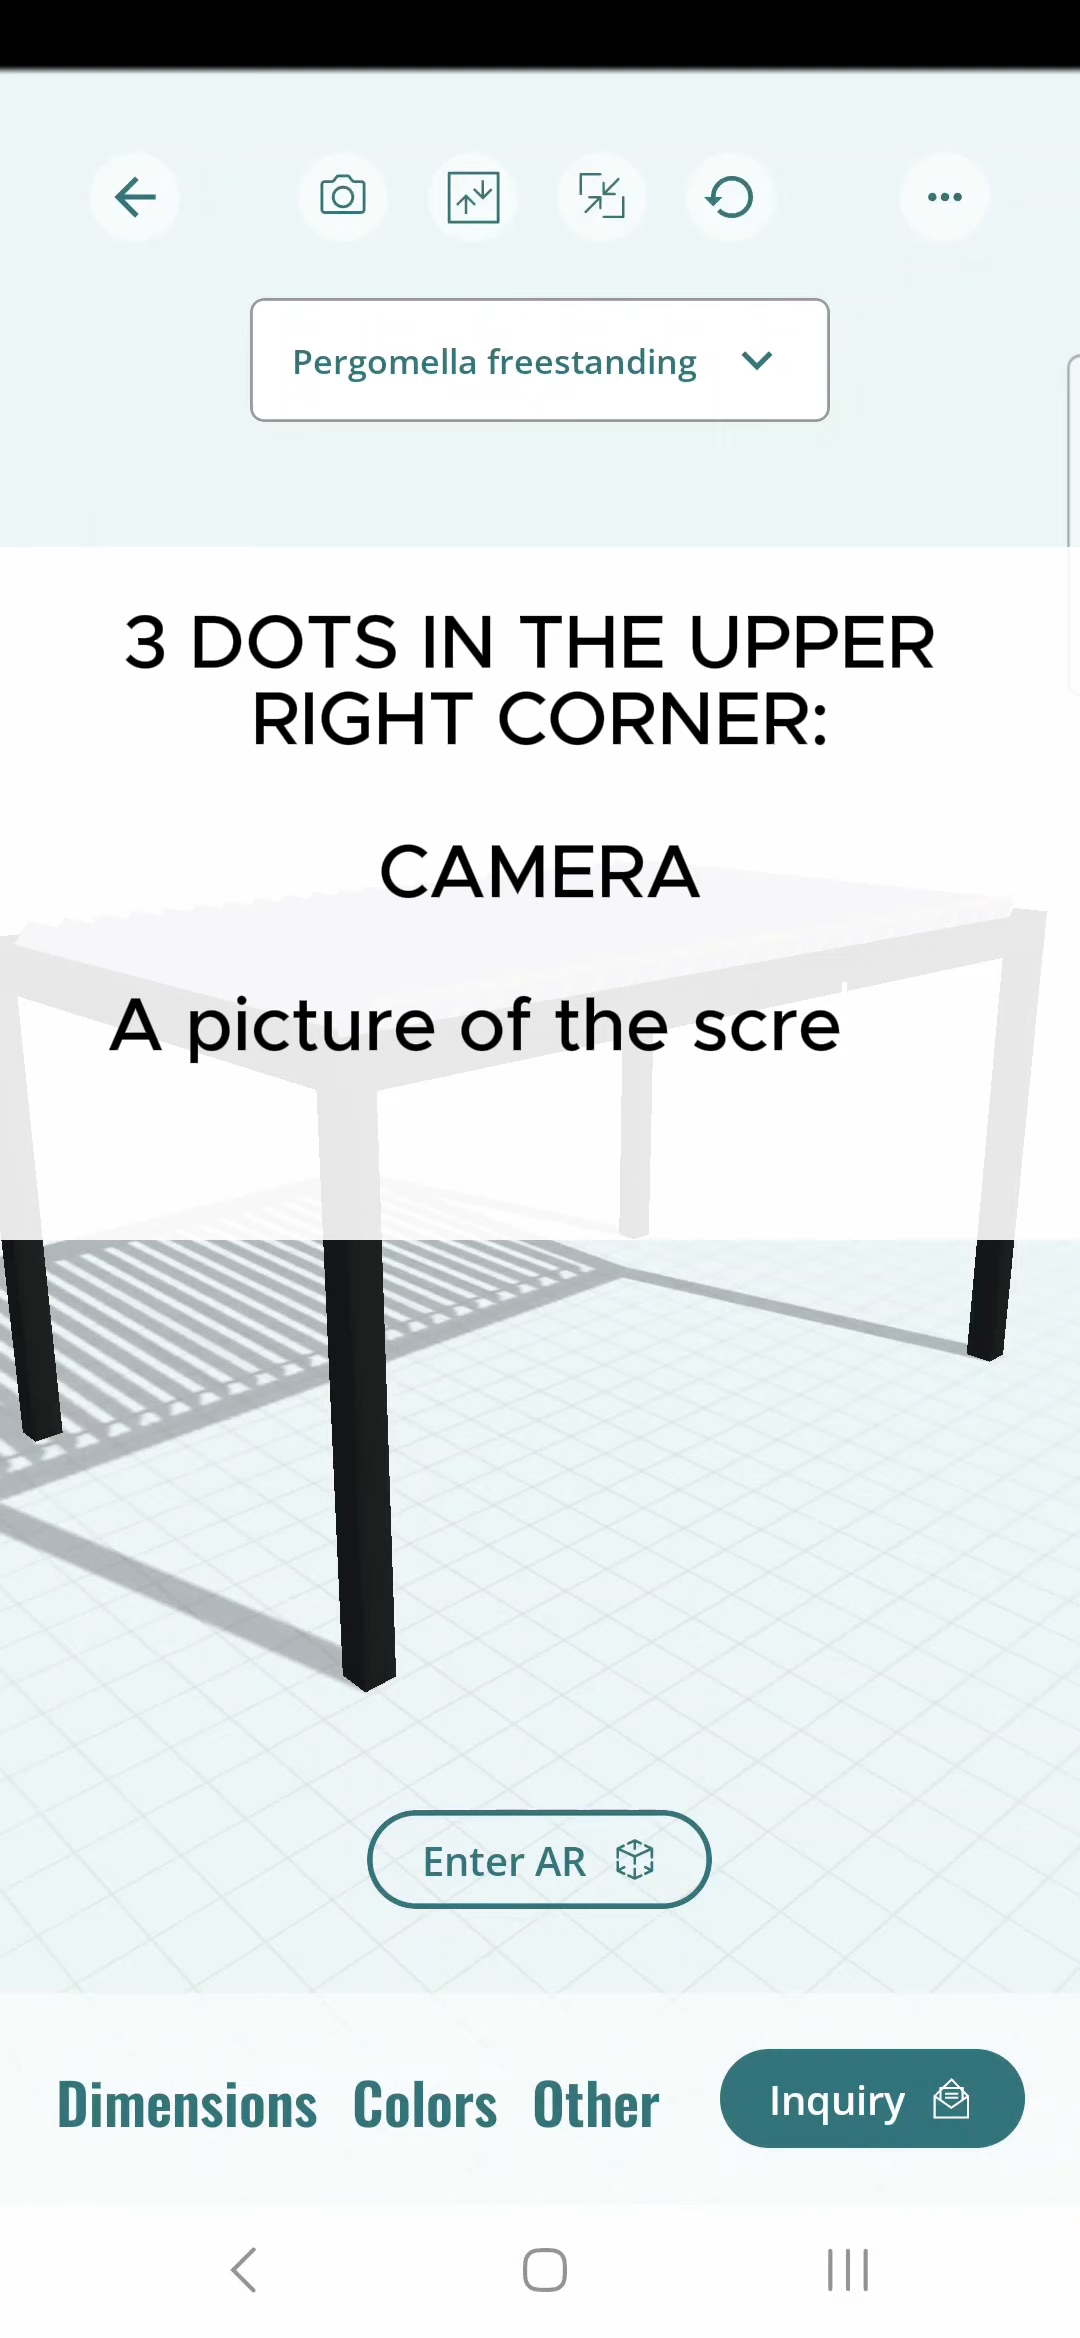 Pergomella freestanding
3 DOTS IN THE UPPER
RIGHT CORNER:
CAMERA
A picture of the scre
Enter AR
Dimensions Colors Other Inquiry